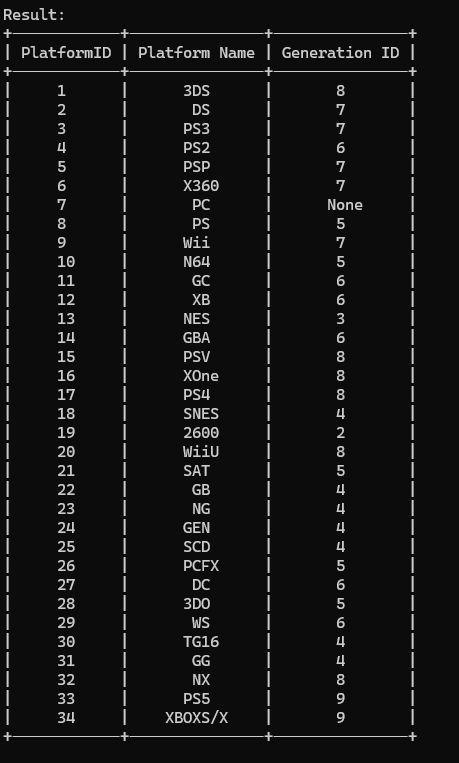 Result:
+————————————+———————————————+————————————————+
| PlatformID | Platform Name | Generation ID |
+————————————+———————————————+————————————————+
| 1 | 3DS | 8 |
| 2 | DS | 7 |
| 3 | PS3 | 7 |
| 4 | PS2 | 6 |
| 5 | PSP | 7 |
| 6 | X360 | 7 |
| 7 | PC | None |
| 8 | PS | 5 |
| 9 | Wii | 7 |
| 10 | N64 | 5 |
| 11 | GC | 6 |
| 12 | XB | 6 |
| 13 | NES | 3 |
| 14 | GBA | 6 |
| 15 | PSV | 8 |
| 16 | XOne | 8 |
| 17 | PS4 | 8 |
| 18 | SNES | 4 |
| 19 | 2600 | 2 |
| 20 | WiiU | 8 |
| 21 | SAT | 5 |
| 22 | GB | 4 |
| 23 | NG | 4 |
| 24 | GEN | 4 |
| 25 | SCD | 4 |
| 26 | PCFX | 5 |
| 27 | DC | 6 |
| 28 | 3DO | 5 |
| 29 | WS | 6 |
| 30 | TG16 | 4 |
| 31 | GG | 4 |
| 32 | NX | 8 |
| 33 | PS5 | 9 |
| 34 | XBOXS/X | 9 |
+————————————+———————————————+————————————————+